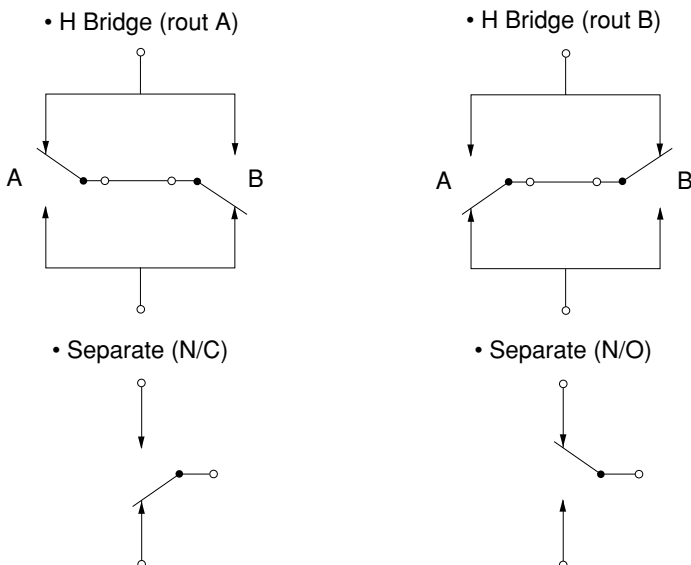 • H Bridge (rout A)
• H Bridge (rout B)
A
B
A
B
• Separate (N/C)
• Separate (N/O)